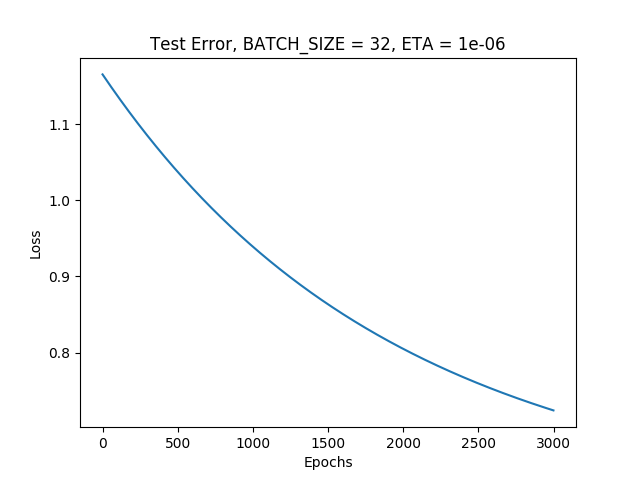 Test Error, BATCH_SIZE = 32, ETA = 1e-06
Loss
1.1
1.0
0.9
0.8
0 500 1000 1500 2000 2500 3000
Epochs